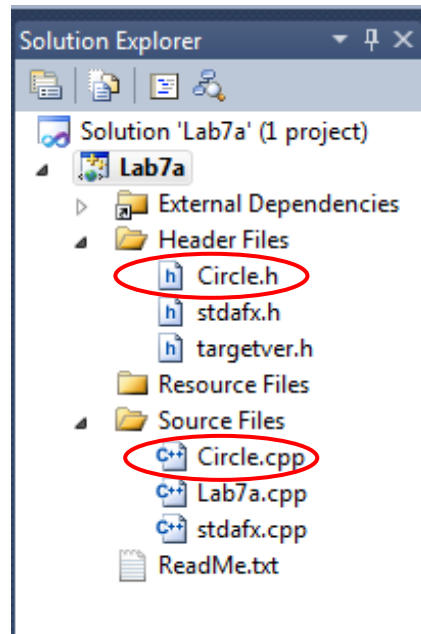 Solution Explorer
Solution 'Lab7a' (1 project)
Lab7a
External Dependencies
Header Files
h Circle.h
h stdafx.h
h targetver.h
Resource Files
Source Files
C++ Circle.cpp
C++ Lab7a.cpp
C++ stdafx.cpp
ReadMe.txt